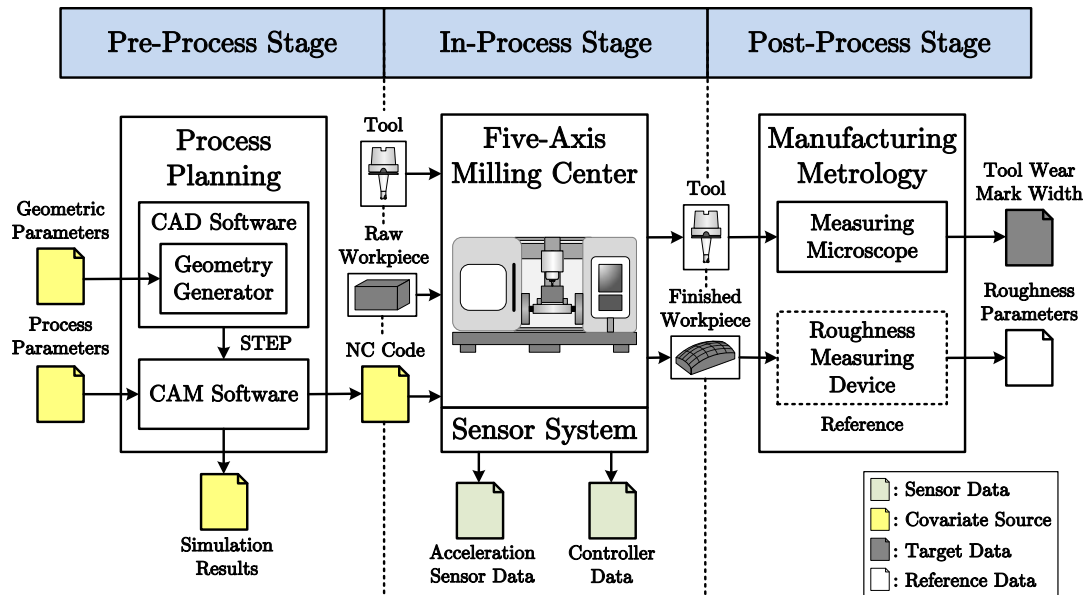 Pre-Process Stage
In-Process Stage
Post-Process Stage
Process
Planning
Geometric
Parameters
CAD Software
Geometry
Generator
Process
Parameters
STEP
CAM Software
Simulation
Results
Tool
Raw
Workpiece
NC Code
Five-Axis
Milling Center
Sensor System
Acceleration
Sensor Data
Controller
Data
Tool
Finished
Workpiece
Manufacturing
Metrology
Measuring
Microscope
Roughness
Measuring
Device
Reference
Tool Wear
Mark Width
Roughness
Parameters
: Sensor Data
: Covariate Source
: Target Data
: Reference Data